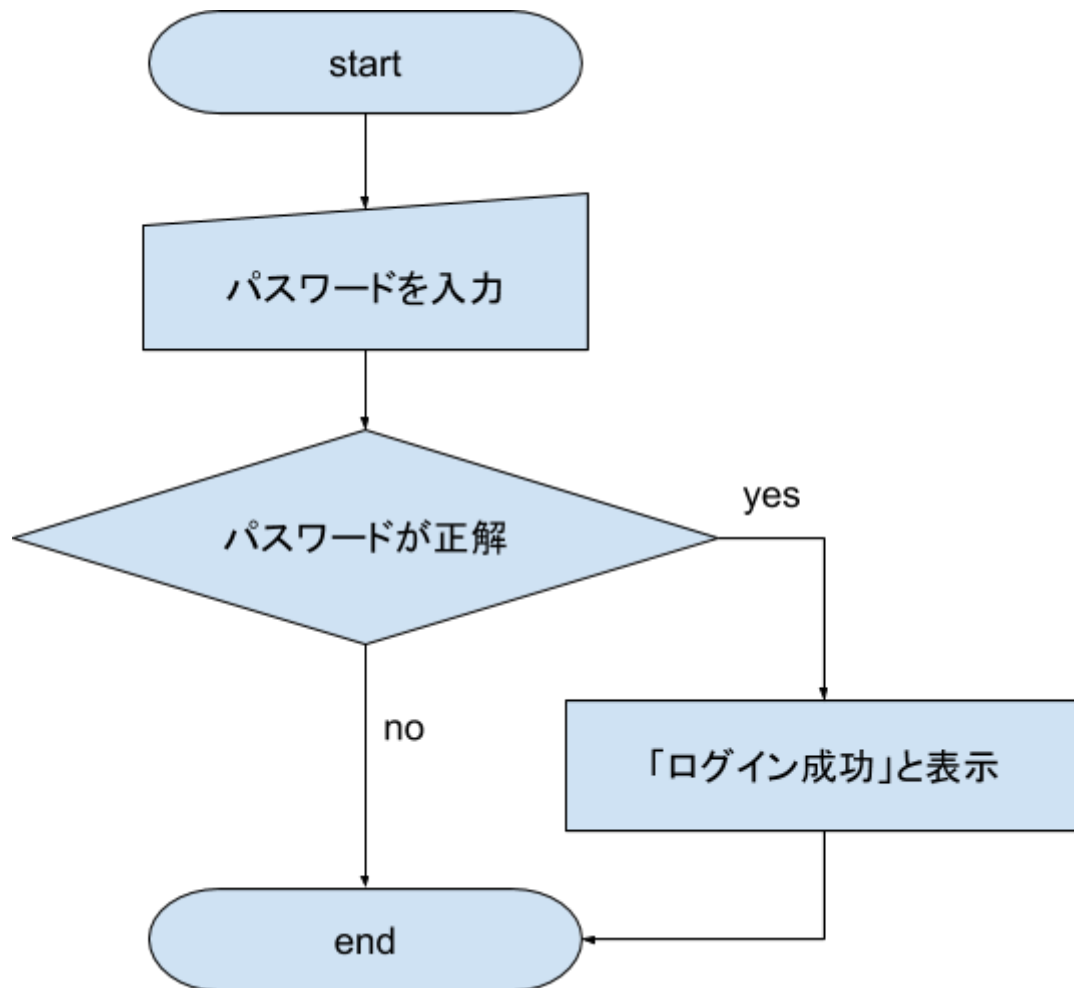 start
パスワードを入力
パスワードが正解
yes
no
「ログイン成功」と表示
end